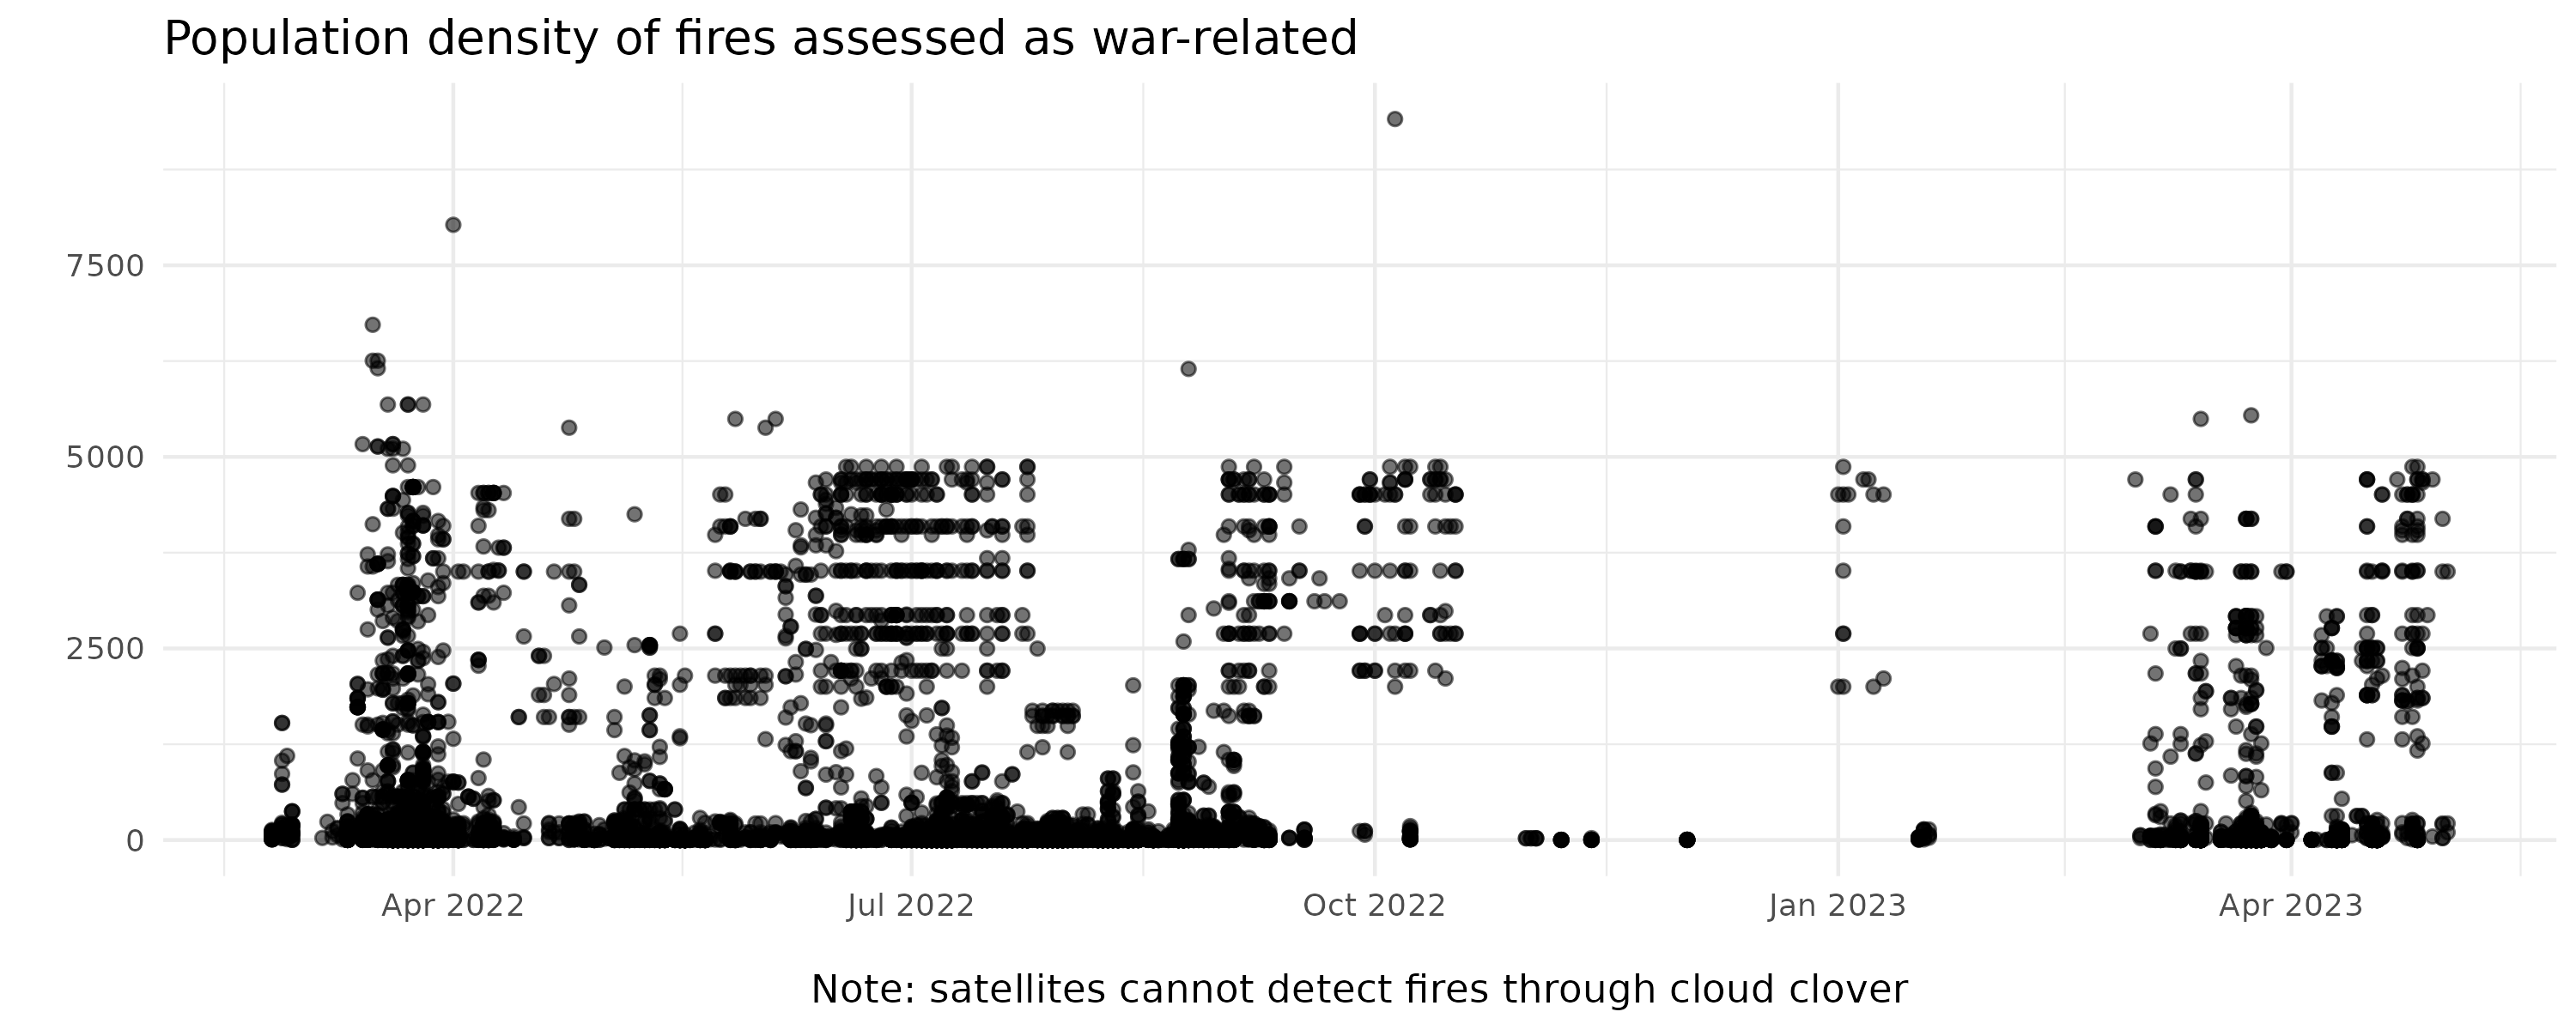 Population density of fires assessed as war-related
7500
5000
2500
0
Apr 2022 Jul 2022 Oct 2022 Jan 2023 Apr 2023
Note: satellites cannot detect fires through cloud clover